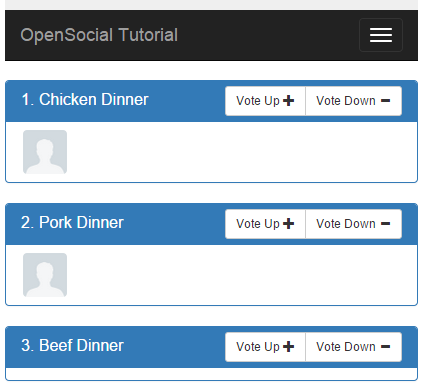 OpenSocial Tutorial
1. Chicken Dinner Vote Up Vote Down
2. Pork Dinner Vote Up Vote Down
3. Beef Dinner Vote Up Vote Down